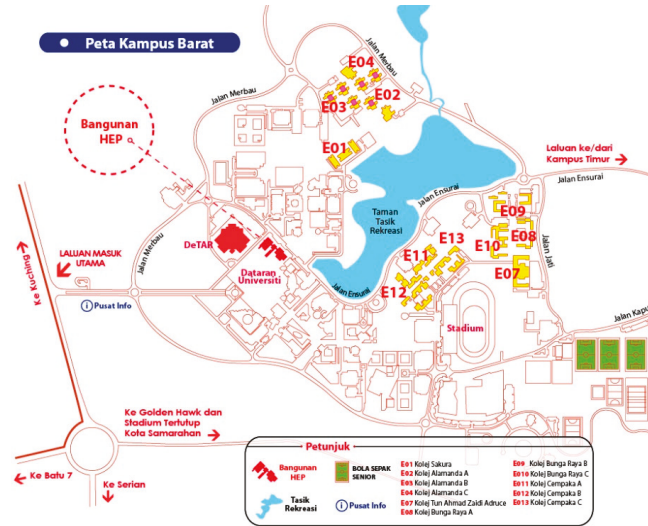 Peta Kampus Barat
Bangunan
HEP
E04
E02
E03
E01
Jalan Merbau
Jalan Merbau
Laluan ke/dari
Kampus Timur
Jalan Ensurai
Jalan Ensurai
Taman
Tasik
Rekreasi
E09
E08
E10
E07
E13
E11
E12
Jalan Jati
DeTAR
Dataran
Universiti
LALUAN MASUK
UTAMA
Jalan Merbau
Ke Kuching
Pusat Info
Jalan Ensurai
Stadium
Ke Golden Hawk dan
Stadium Tertutup
Kota Samarahan
Ke Batu 7
Ke Serian
Petunjuk
Bangunan
HEP
BOLA SEPAK
SENIOR
Tasik
Rekreasi
Pusat Info
E01 Kolej Sakura
E02 Kolej Alamanda A
E03 Kolej Alamanda B
E04 Kolej Alamanda C
E07 Kolej Tun Ahmad Zaidi Adruce
E08 Kolej Bunga Raya A
E09 Kolej Bunga Raya B
E010 Kolej Bunga Raya C
E011 Kolej Cempaka A
E012 Kolej Cempaka B
E013 Kolej Cempaka C